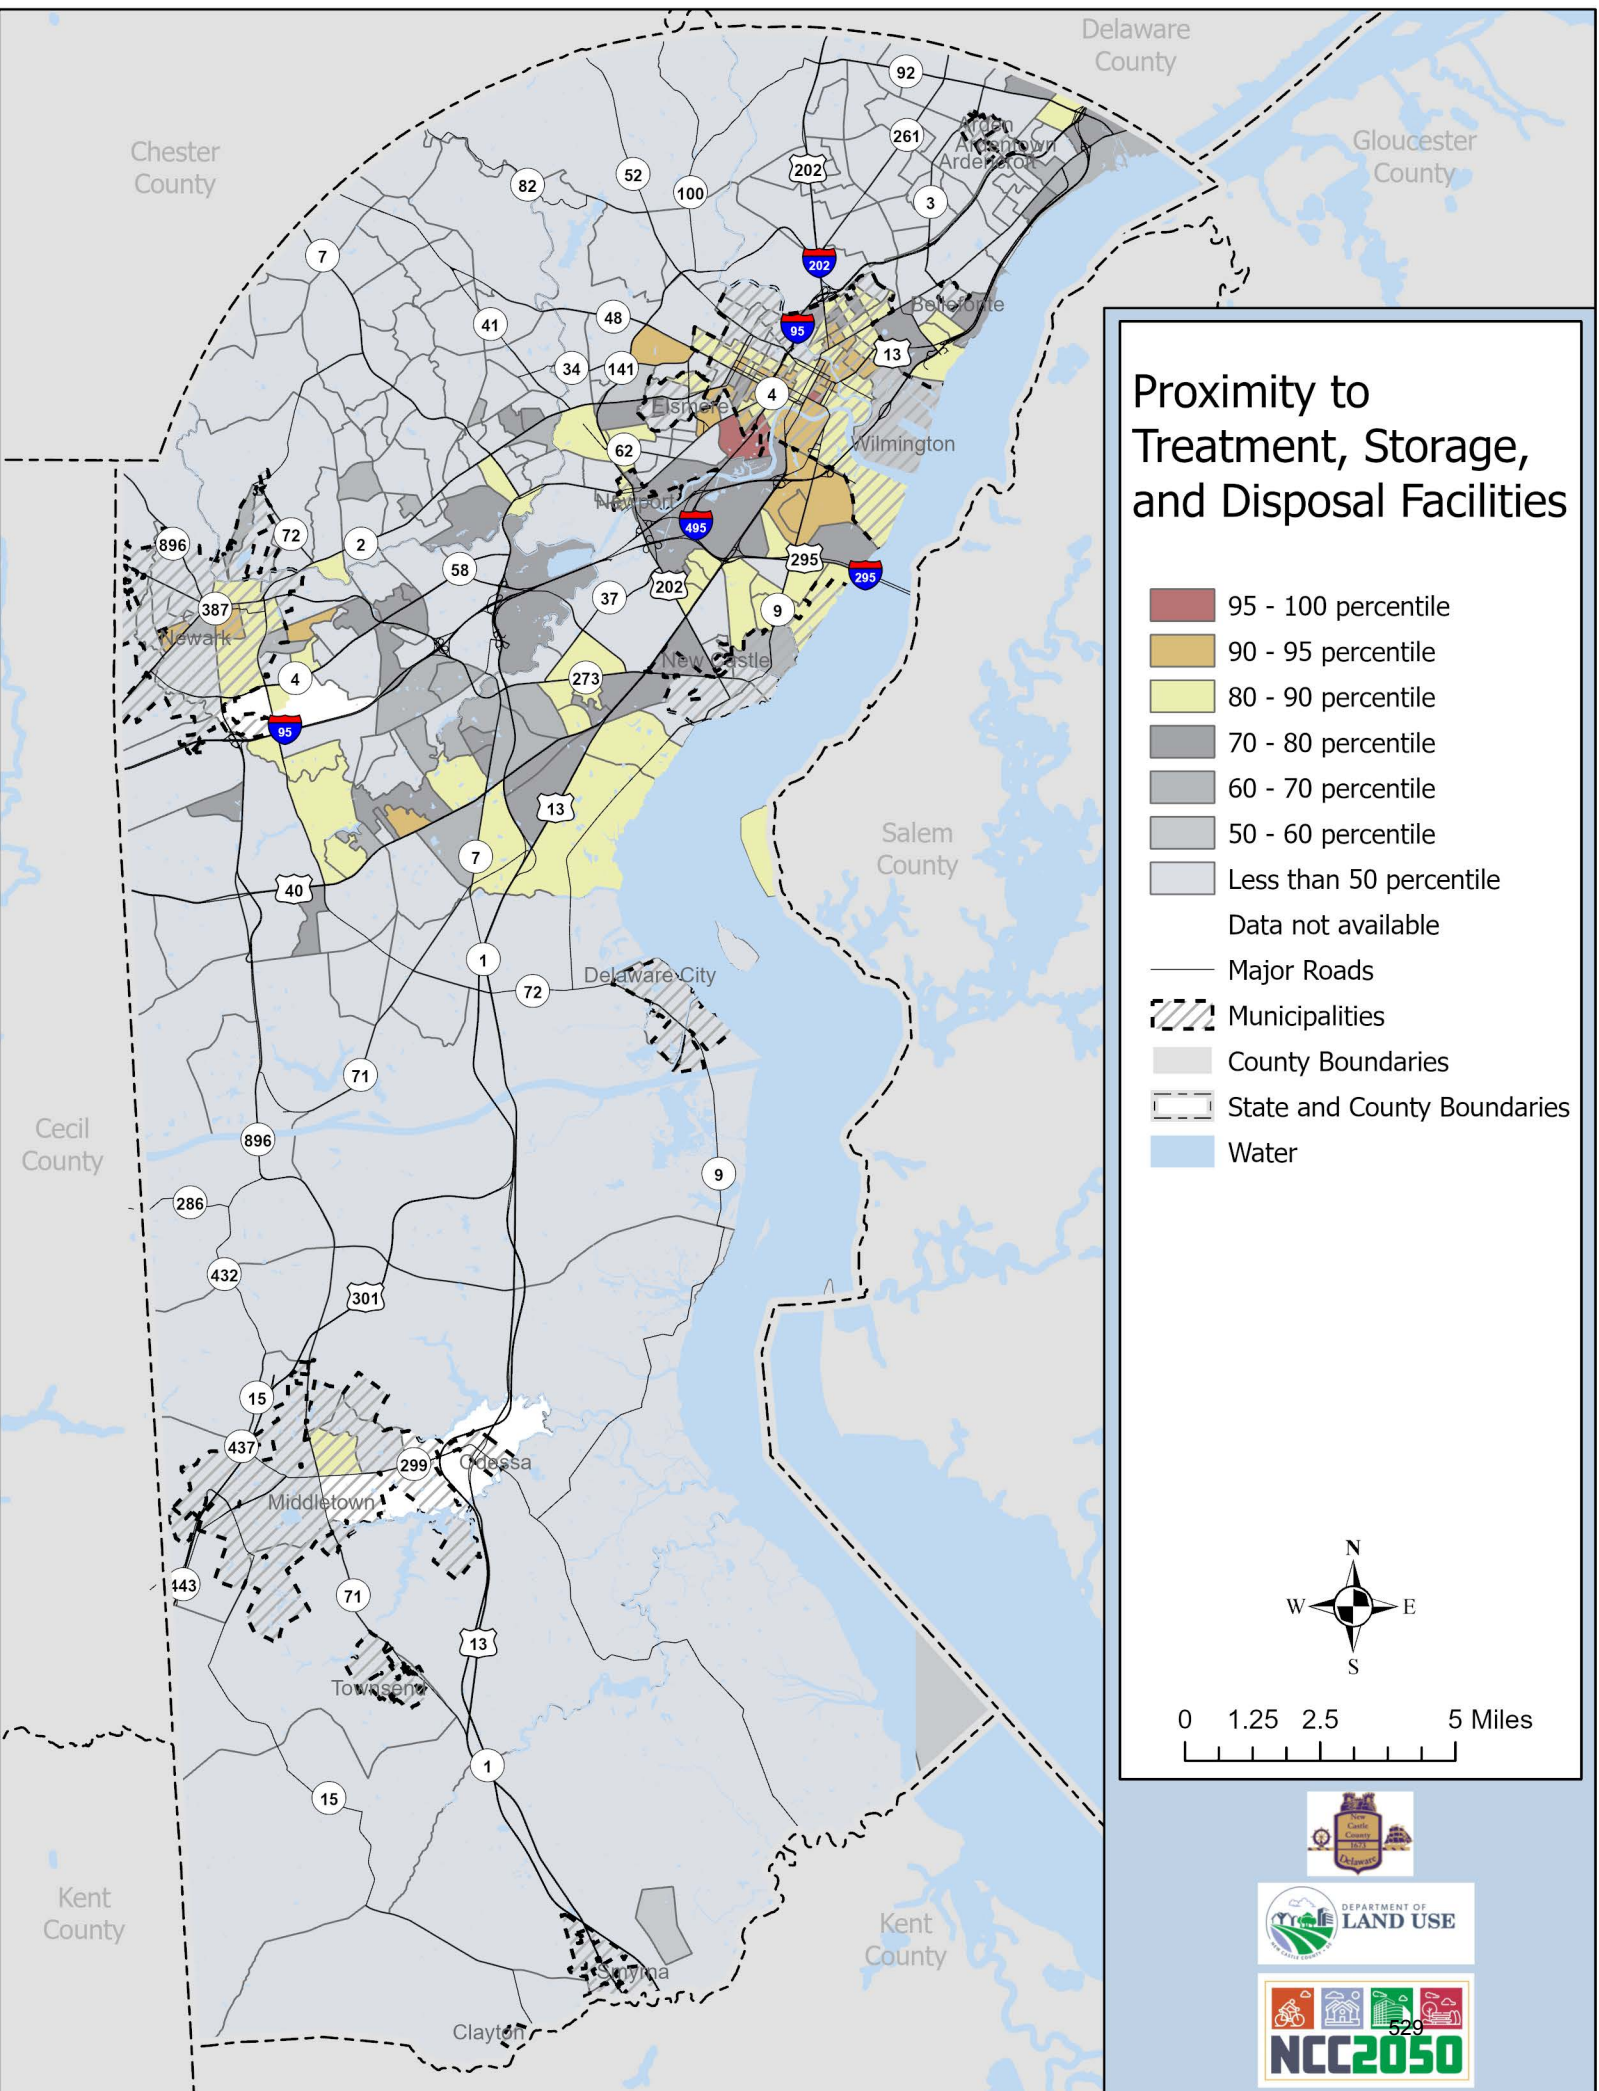 Delaware
County
Chester
County
Gloucester
County
92
261
Arden
Ardentown
Ardencroft
202
52
82
100
3
7
202
Bellefonte
48
41
95
13
34
141
4
Elsmere
62
Wilmington
Newport
495
896
72
2
58
295
295
202
37
9
387
Newark
New Castle
4
273
95
13
Salem
County
7
40
1
Delaware City
72
71
Cecil
County
896
9
286
432
301
15
437
299
Odessa
Middletown
443
71
13
Townsend
1
15
Kent
County
Kent
County
Smyrna
Clayton
Proximity to
Treatment, Storage,
and Disposal Facilities
95 - 100 percentile
90 - 95 percentile
80 - 90 percentile
70 - 80 percentile
60 - 70 percentile
50 - 60 percentile
Less than 50 percentile
Data not available
Major Roads
Municipalities
County Boundaries
State and County Boundaries
Water
N
W E
S
0 1.25 2.5 5 Miles
New
Castle
County
1673
Delaware
DEPARTMENT OF
LAND USE
529
NCC2050